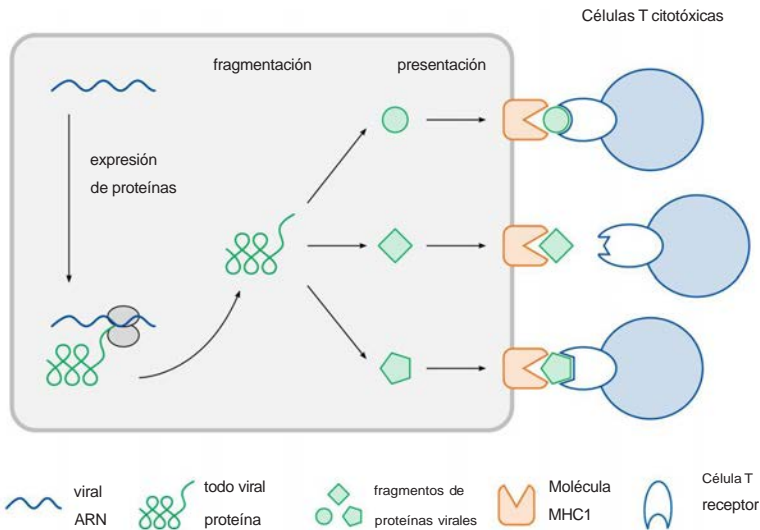 Células T citotóxicas
fragmentación
presentación
expresión
de proteínas
viral
ARN
todo viral
proteína
fragmentos de
proteínas virales
Molécula
MHC1
Célula T
receptor